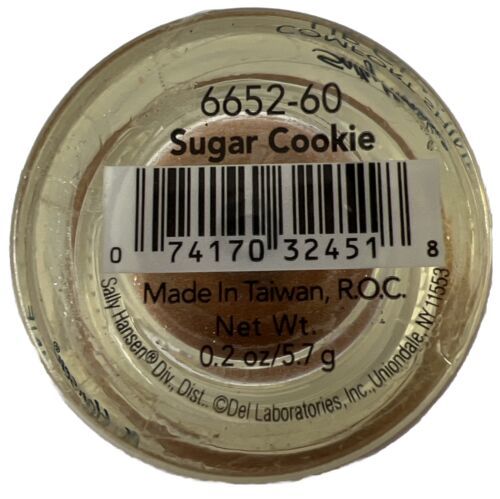 6652-60
Sugar Cookie
0 74170 32451 8
Made In Taiwan, R.O.C.
Net Wt.
0.2 oz/5.7 g
Sally Hansen® Div., Dist.. ©Del Laboratories, Inc., Uniondale, NY 11553